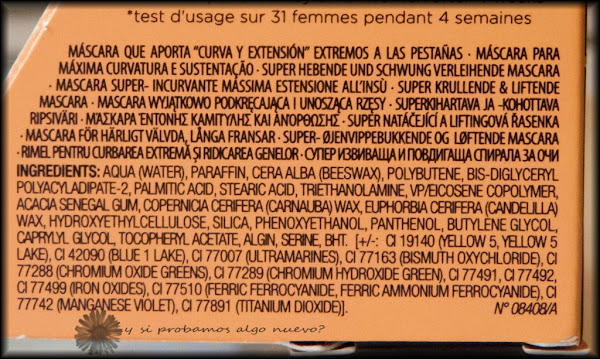 *test d'usage sur 31 femmes pendant 4 semaines
MÁSCARA QUE APORTA "CURVA Y EXTENSIÓN" EXTREMOS A LAS PESTAÑAS · MÁSCARA PARA
MÁXIMA CURVATURA E SUSTENTAÇÃO · SUPER HEBENDE UND SCHWUNG VERLEIHENDE MASCARA
· MASCARA SUPER- INCURVANTE MASSIMA ESTENSIONE ALL'INSÙ · SUPER KRULLENDE & LIFTENDE
MASCARA · MASCARA WYJĄTKOWO PODKRĘCAJĄCA I UNOSZĄCA RZĘSY · SUPERKIHARTAVA JA -KOHOTTAVA
RIPSIVÄRI · ΜΑΣΚΑΡΑ ΈΝΤΟΝΗΣ ΚΑΜΠΥΛΗΣ ΚΑΙ ΑΝΟΡΘΩΣΗΣ · SUPER NATÁČEJÍCÍ A LIFTINGOVÁ ŘASENKA
· MASCARA FÖR HÄRLIGT VÄLVDA, LÅNGA FRANSAR · SUPER- ØJENVIPPEBUKKENDE OG LØFTENDE MASCARA
· RIMEL PENTRU CURBAREA EXTREMĂ ȘI RIDICAREA GENELOR · СУПЕР ИЗВИВАЩА И ПОВДИГАЩА СПИРАЛА ЗА ОЧИ
INGREDIENTS: AQUA (WATER), PARAFFIN, CERA ALBA (BEESWAX), POLYBUTENE, BIS-DIGLYCERYL
POLYACYLADIPATE-2, PALMITIC ACID, STEARIC ACID, TRIETHANOLAMINE, VP/EICOSENE COPOLYMER,
ACACIA SENEGAL GUM, COPERNICIA CERIFERA (CARNAUBA) WAX, EUPHORBIA CERIFERA (CANDELILLA)
WAX, HYDROXYETHYLCELLULOSE, SILICA, PHENOXYETHANOL, PANTHENOL, BUTYLENE GLYCOL,
CAPRYLYL GLYCOL, TOCOPHERYL ACETATE, ALGIN, SERINE, BHT. [+/-: CI 19140 (YELLOW 5, YELLOW 5
LAKE), CI 42090 (BLUE 1 LAKE), CI 77007 (ULTRAMARINES), CI 77163 (BISMUTH OXYCHLORIDE), CI
77288 (CHROMIUM OXIDE GREENS), CI 77289 (CHROMIUM HYDROXIDE GREEN), CI 77491, CI 77492,
CI 77499 (IRON OXIDES), CI 77510 (FERRIC FERROCYANIDE, FERRIC AMMONIUM FERROCYANIDE), CI
77742 (MANGANESE VIOLET), CI 77891 (TITANIUM DIOXIDE)].
N° 08408/A
y si probamos algo nuevo?